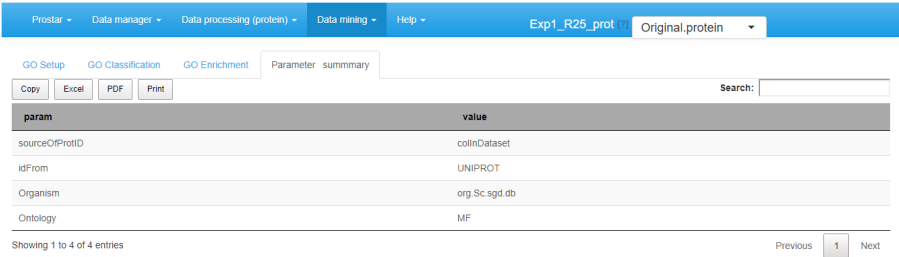 Prostar Data manager Data processing (protein) Data mining Help Exp1_R25_prot [?] Original.protein
GO Setup GO Classification GO Enrichment Parameter summmary
Copy Excel PDF Print Search:
param value
sourceOfProtID colInDataset
idFrom UNIPROT
Organism org.Sc.sgd.db
Ontology MF
Showing 1 to 4 of 4 entries Previous 1 Next